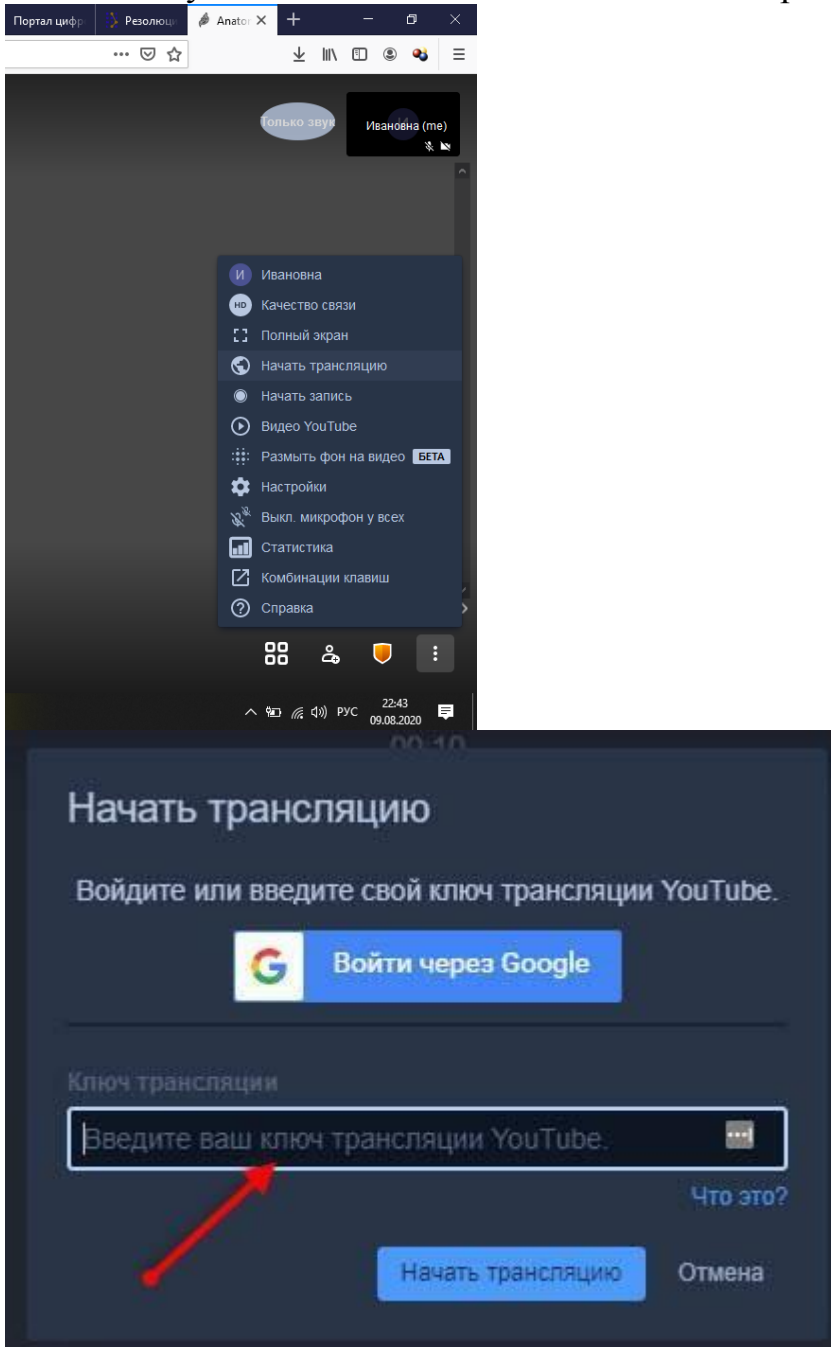 Портал цифр
Резолюци
Anator
Только звук
Ивановна (me)
И
Ивановна
HD
Качество связи
Полный экран
Начать трансляцию
Начать запись
Видео YouTube
Размыть фон на видео БЕТА
Настройки
Выкл. микрофон у всех
Статистика
Комбинации клавиш
Справка
РУС
22:43
09.08.2020
00:10
Начать трансляцию
Войдите или введите свой ключ трансляции YouTube.
G Войти через Google
Ключ трансляции
Введите ваш ключ трансляции YouTube.
Что это?
Начать трансляцию Отмена